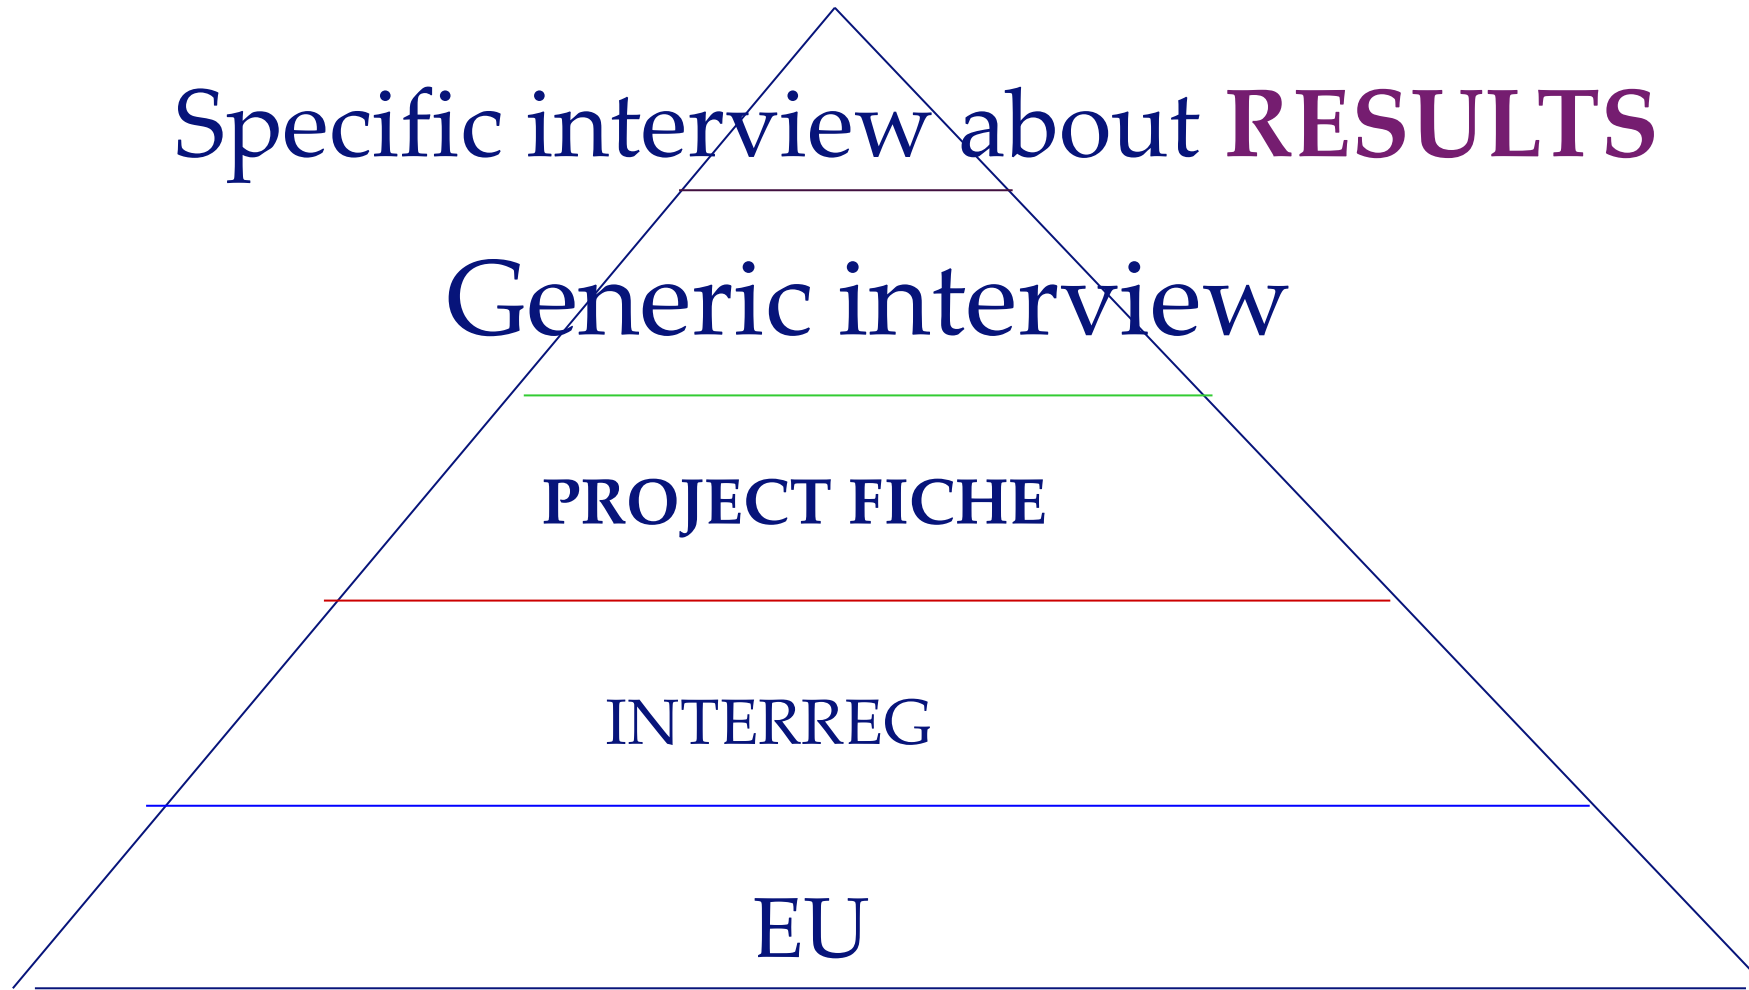 Specific interview about RESULTS
Generic interview
PROJECT FICHE
INTERREG
EU